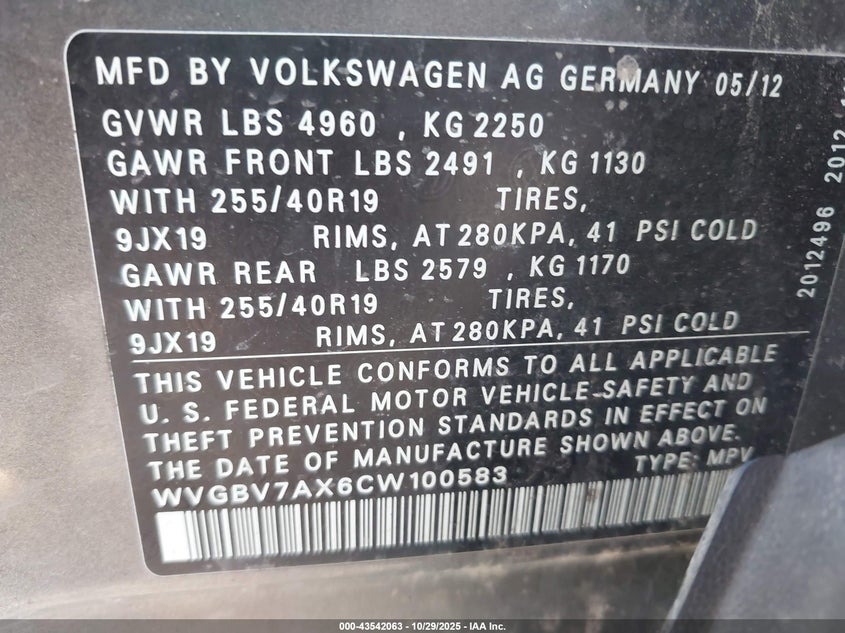 MFD BY VOLKSWAGEN AG GERMANY 05/12
GVWR LBS 4960 , KG 2250
GAWR FRONT LBS 2491 , KG 1130
WITH 255/40R19 TIRES,
9JX19 RIMS, AT 280KPA, 41 PSI COLD
GAWR REAR LBS 2579 , KG 1170
WITH 255/40R19 TIRES,
9JX19 RIMS, AT 280KPA, 41 PSI COLD
THIS VEHICLE CONFORMS TO ALL APPLICABLE
U. S. FEDERAL MOTOR VEHICLE SAFETY AND
THEFT PREVENTION STANDARDS IN EFFECT ON
THE DATE OF MANUFACTURE SHOWN ABOVE.
WVGBV7AX6CW100583 TYPE: MPV
2012496 2012
000-43542063 - 10/29/2025 - IAA Inc.